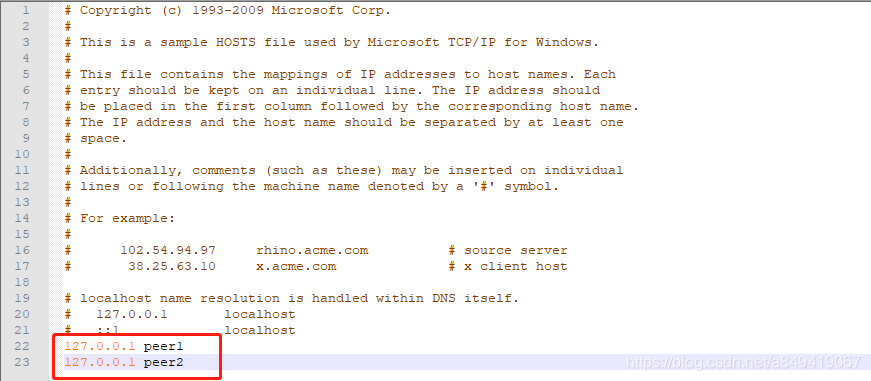 1 # Copyright (c) 1993-2009 Microsoft Corp.
2 #
3 # This is a sample HOSTS file used by Microsoft TCP/IP for Windows.
4 #
5 # This file contains the mappings of IP addresses to host names. Each
6 # entry should be kept on an individual line. The IP address should
7 # be placed in the first column followed by the corresponding host name.
8 # The IP address and the host name should be separated by at least one
9 # space.
10 #
11 # Additionally, comments (such as these) may be inserted on individual
12 # lines or following the machine name denoted by a '#' symbol.
13 #
14 # For example:
15 #
16 #      102.54.94.97     rhino.acme.com          # source server
17 #       38.25.63.10     x.acme.com              # x client host
18
19 # localhost name resolution is handled within DNS itself.
20 #   127.0.0.1       localhost
21 #   ::1             localhost
22 127.0.0.1 peer1
23 127.0.0.1 peer2
https://blog.csdn.net/a849419067